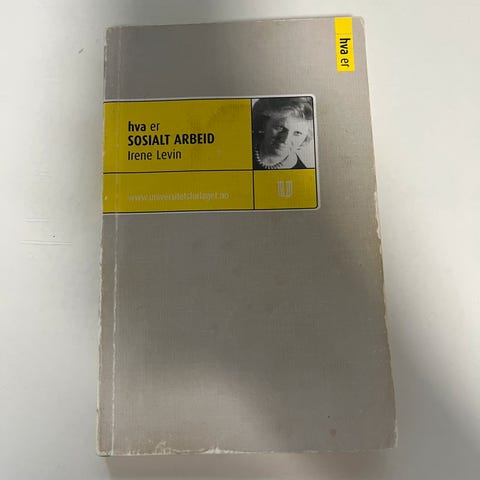 hva er
hva er
SOSIALT ARBEID
Irene Levin
www.universitetsforlaget.no
U